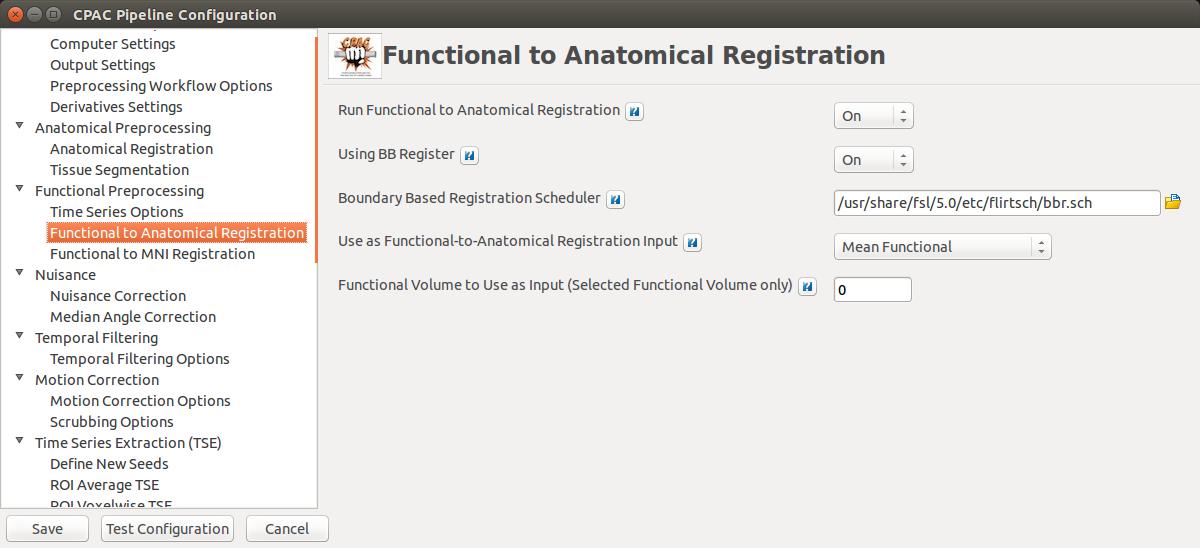 CPAC Pipeline Configuration
Computer Settings
Output Settings
Preprocessing Workflow Options
Derivatives Settings
Anatomical Preprocessing
Anatomical Registration
Tissue Segmentation
Functional Preprocessing
Time Series Options
Functional to Anatomical Registration
Functional to MNI Registration
Nuisance
Nuisance Correction
Median Angle Correction
Temporal Filtering
Temporal Filtering Options
Motion Correction
Motion Correction Options
Scrubbing Options
Time Series Extraction (TSE)
Define New Seeds
ROI Average TSE
ROI Voxelwise TSE
CPAC
Functional to Anatomical Registration
Run Functional to Anatomical Registration ? On
Using BB Register ? On
Boundary Based Registration Scheduler ? /usr/share/fsl/5.0/etc/flirtsch/bbr.sch
Use as Functional-to-Anatomical Registration Input ? Mean Functional
Functional Volume to Use as Input (Selected Functional Volume only) ? 0
Save Test Configuration Cancel